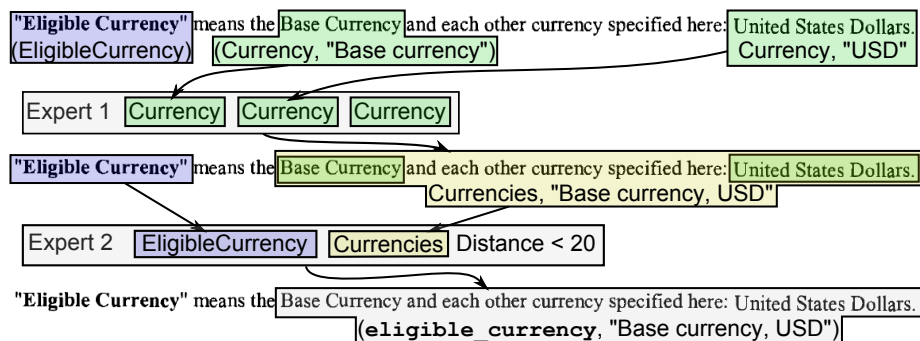 "Eligible Currency" means the Base Currency and each other currency specified here: United States Dollars.
(EligibleCurrency) (Currency, "Base currency") Currency, "USD"
Expert 1 Currency Currency Currency
"Eligible Currency" means the Base Currency and each other currency specified here: United States Dollars.
Currencies, "Base currency, USD"
Expert 2 EligibleCurrency Currencies Distance < 20
"Eligible Currency" means the Base Currency and each other currency specified here: United States Dollars.
(eligible_currency, "Base currency, USD")